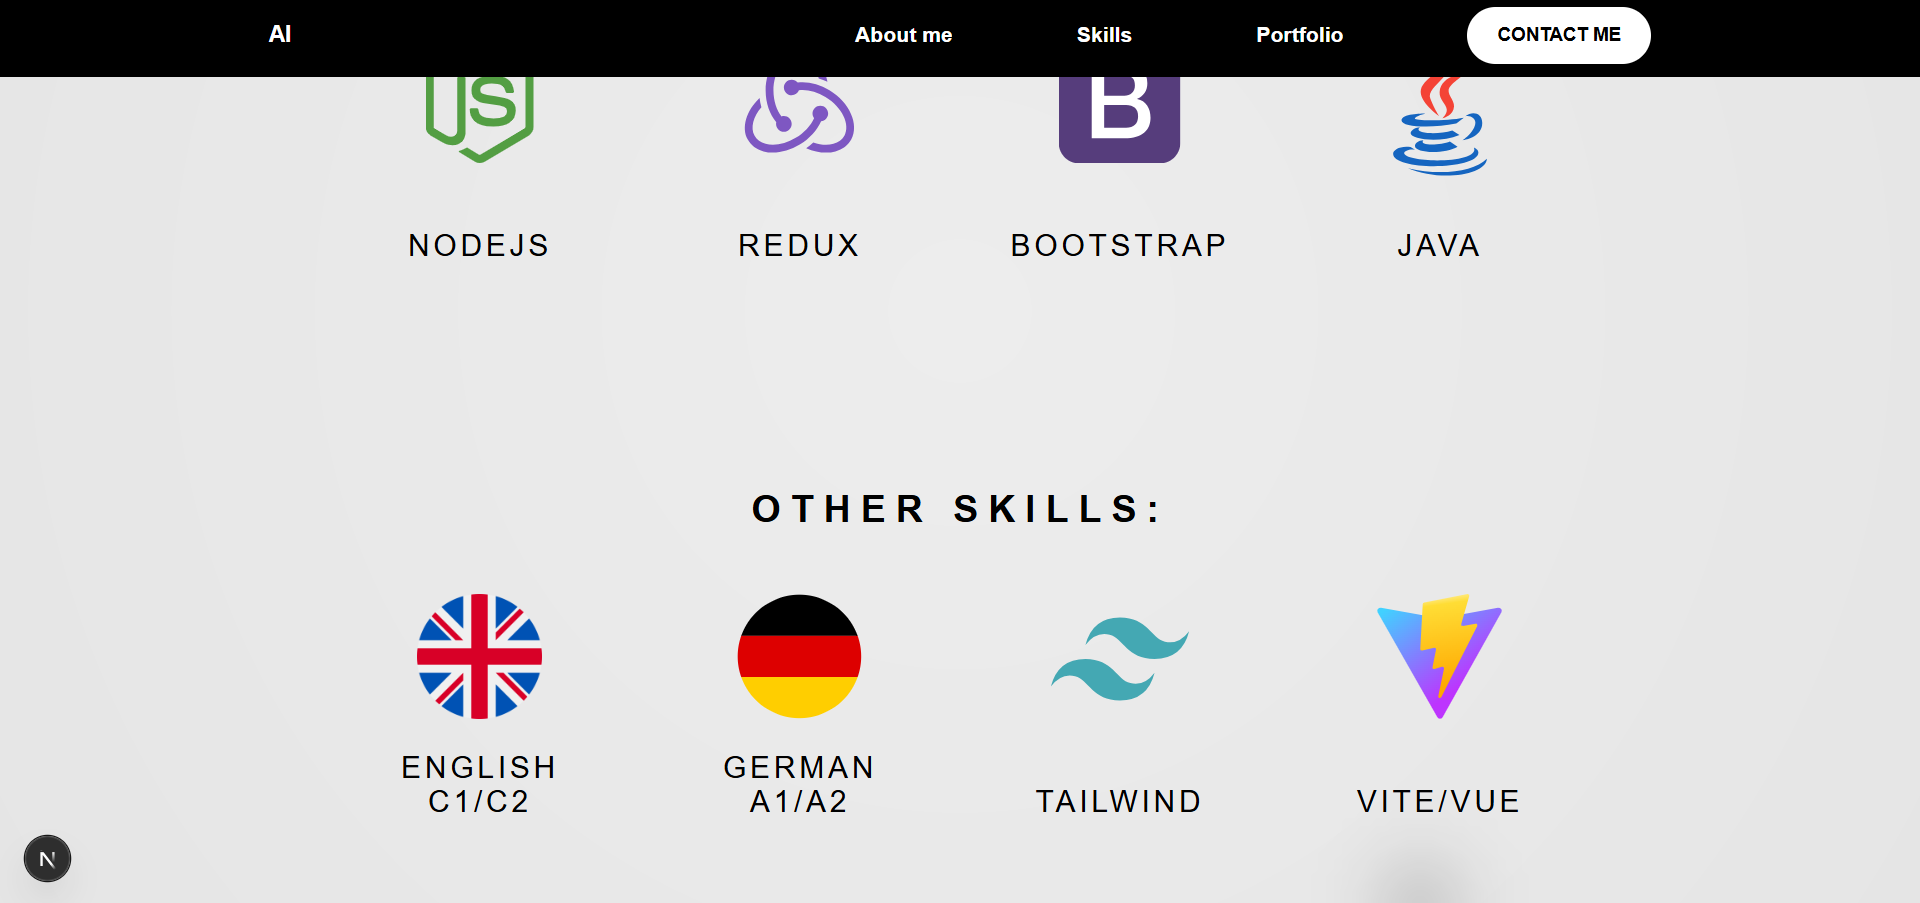 AI
About me
Skills
Portfolio
CONTACT ME
JS
B
NODEJS
REDUX
BOOTSTRAP
JAVA
OTHER SKILLS:
ENGLISH
C1/C2
GERMAN
A1/A2
TAILWIND
VITE/VUE
N